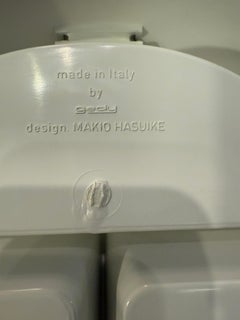 made in Italy
by
gedy
design. MAKIO HASUIKE